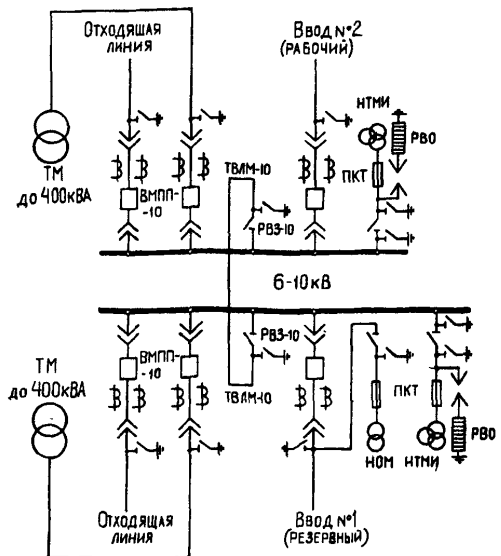 Отходящая
линия
Ввод №2
(рабочий)
НТМИ
РВО
ТМ
до 400кВА
ВМПП-
-10
ТВЛМ-10
РВЗ-10
ПКТ
6-10кВ
ТМ
до 400кВА
ВМПП-
-10
РВЗ-10
ТВЛМ-10
ПКТ
НОМ
НТМИ
РВО
Отходящая
линия
Ввод №1
(резервный)